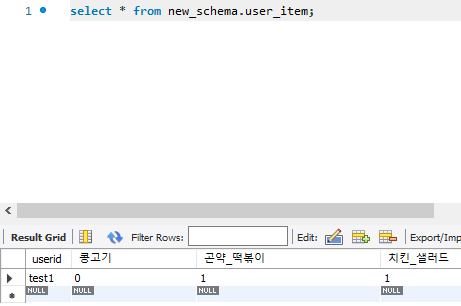 1 select * from new_schema.user_item;
Result Grid Filter Rows: Edit: Export/Imp
userid 콩고기 곤약_떡볶이 치킨_샐러드
test1 0 1 1
NULL NULL NULL NULL